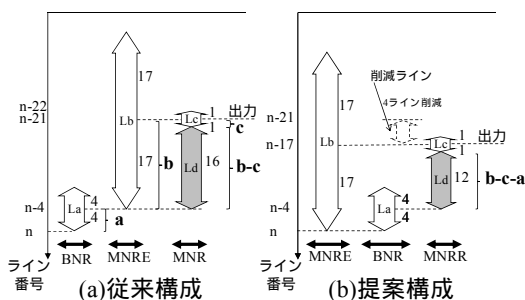 n-22
n-21
n-4
n
ライン
番号
La
4
4
a
BNR
17
Lb
17
MNRE
b
1
Lc
1
出力
c
Ld
16
b-c
MNR
(a)従来構成
n-21
n-17
n-4
n
17
Lb
17
MNRE
削減ライン
4ライン削減
La
4
4
BNR
1
Lc
1
出力
Ld
12
b-c-a
MNRR
ライン
番号
(b)提案構成